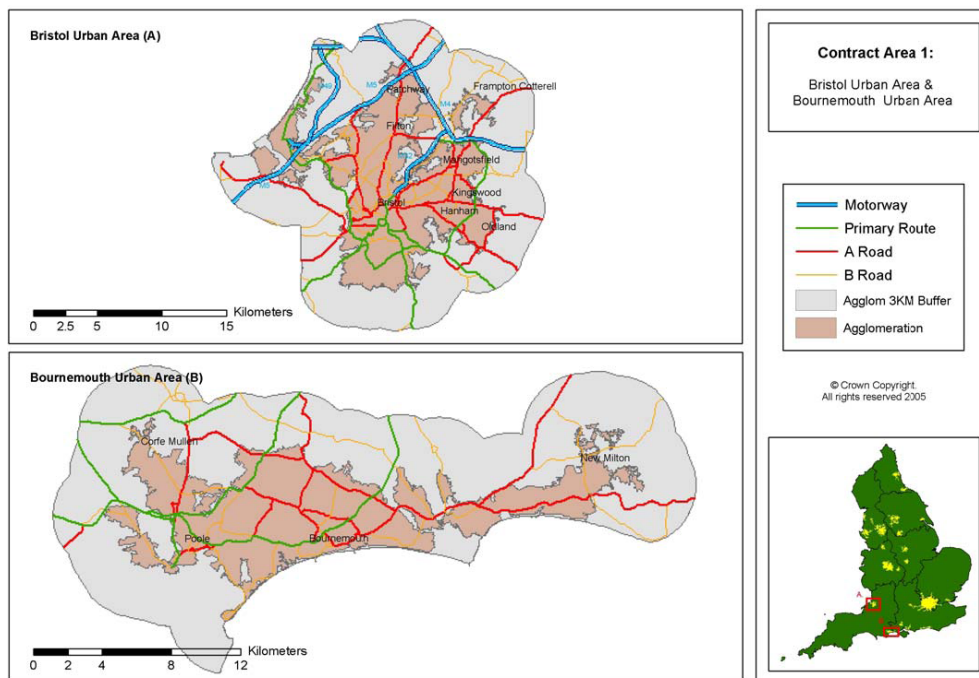 Bristol Urban Area (A)
M49
M5
Patchway
M4
Frampton Cotterell
Filton
M32
Mangotsfield
M5
Kingswood
Bristol
Hanham
Oldland
Kilometers
0 2.5 5 10 15
Bournemouth Urban Area (B)
Corfe Mullen
New Milton
Poole
Bournemouth
Kilometers
0 2 4 8 12
Contract Area 1:
Bristol Urban Area &
Bournemouth Urban Area
Motorway
Primary Route
A Road
B Road
Agglom 3KM Buffer
Agglomeration
© Crown Copyright.
All rights reserved 2005
A